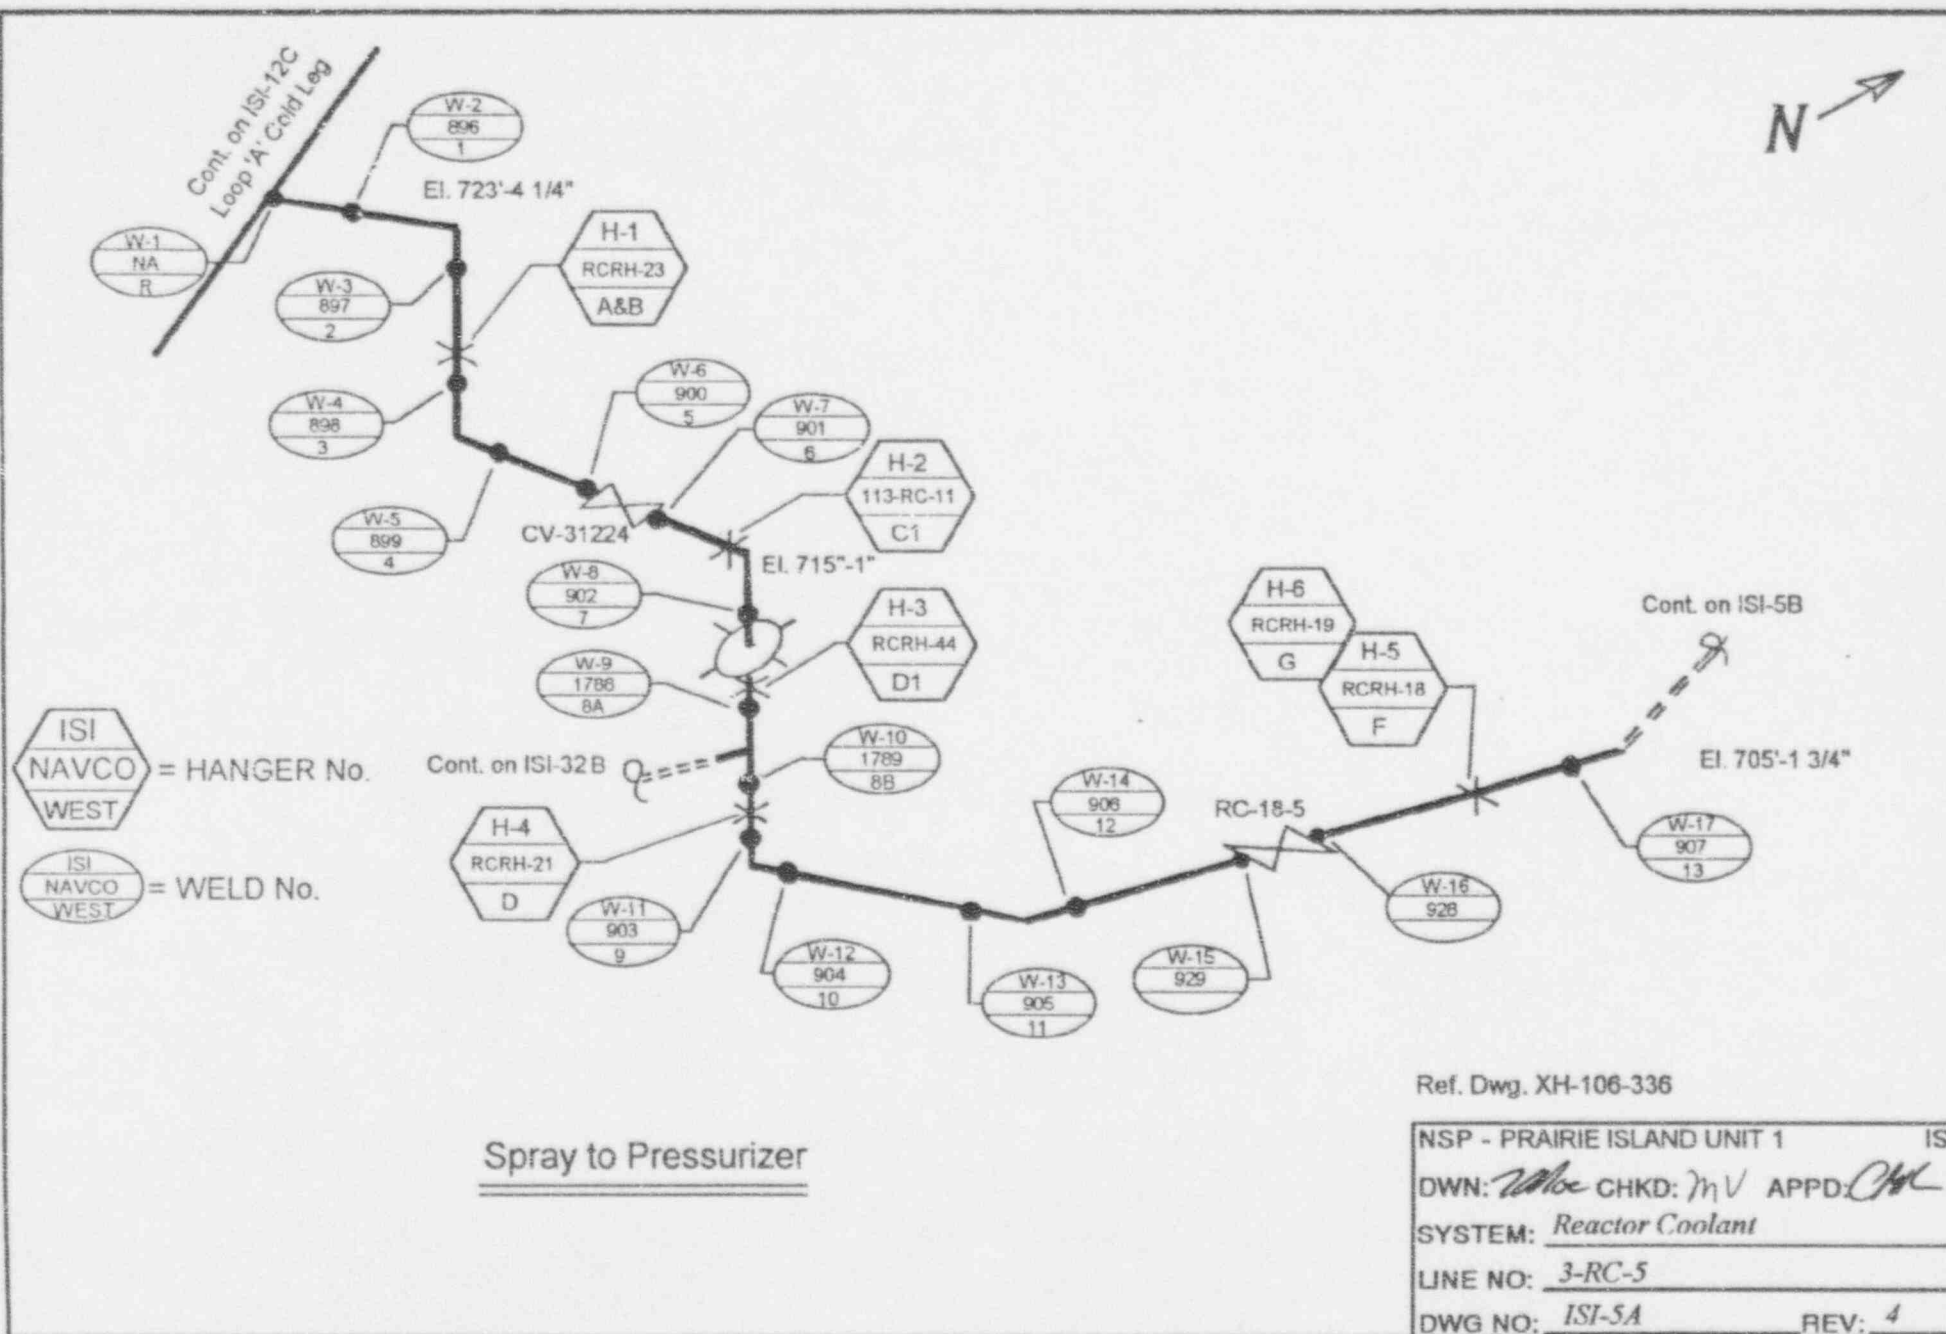 Cont. on ISI-12C
Loop 'A' Cold Leg
W-2
896
1
El. 723'-4 1/4"
N
W-1
NA
R
H-1
RCRH-23
A&B
W-3
897
2
W-4
898
3
W-6
900
5
W-7
901
6
H-2
113-RC-11
C1
W-5
899
4
CV-31224
El. 715"-1"
W-8
902
7
H-3
RCRH-44
D1
W-9
8A
H-6
RCRH-19
G
H-5
RCRH-18
F
Cont. on ISI-5B
El. 705'-1 3/4"
ISI
NAVCO
WEST
= HANGER No.
Cont. on ISI-32B
W-10
1789
8B
W-14
906
12
RC-18-5
W-17
907
13
H-4
RCRH-21
D
ISI
NAVCO
WEST
= WELD No.
W-11
903
9
W-12
904
10
W-13
905
11
W-15
929
W-16
928
Ref. Dwg. XH-106-336
Spray to Pressurizer
NSP - PRAIRIE ISLAND UNIT 1 IS
DWN: CHKD: MV APPD:
SYSTEM: Reactor Coolant
LINE NO: 3-RC-5
DWG NO: ISI-5A REV: 4